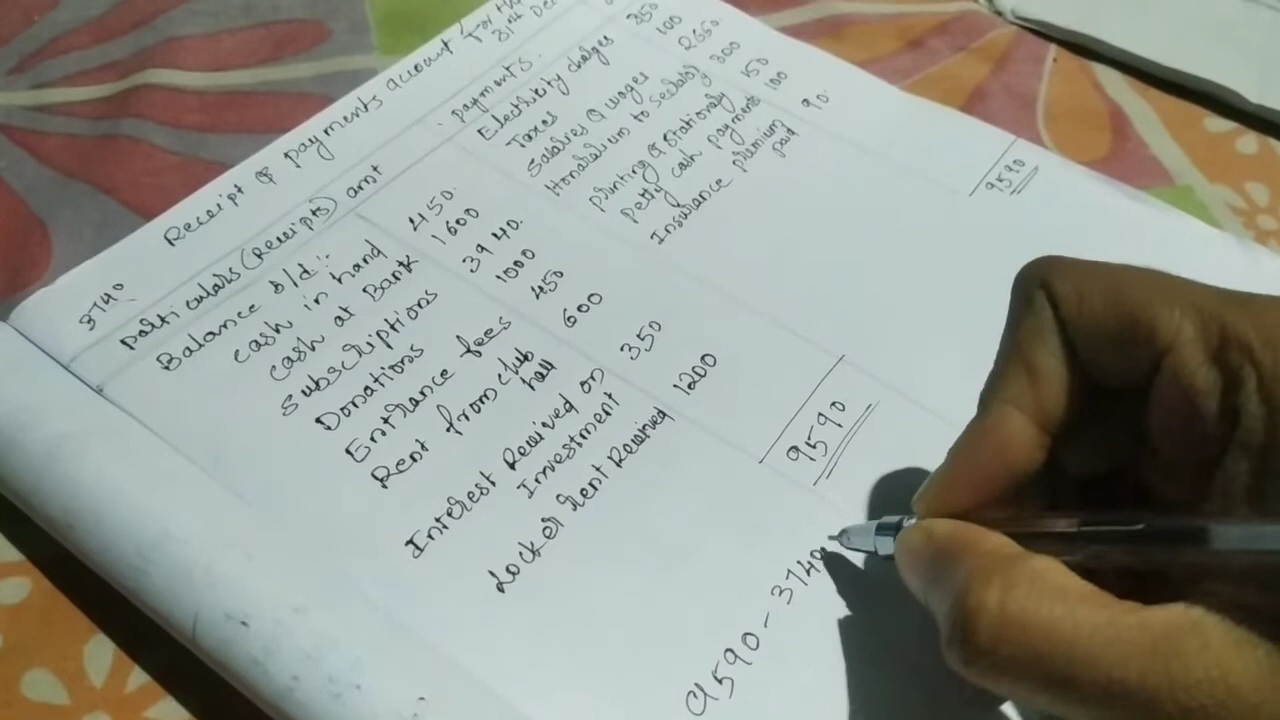 Receipt & payments account for the
31st Dec
3740
particulars (receipts) amt
payments.
Balance b/d:-
Cash in hand 450.
Cash at Bank 1600
Subscriptions 3940.
Donations 1000
Entrance fees 450
Rent from club 600
hall
Interest Received on 350
Investment
Locker Rent Received 1200
9590
Electricity charges 350
Taxes 100
Salaries & wages 2660.
Honorarium to Secretary 300
printing & Stationary 150
Petty cash payment 100
Insurance premium 90.
paid
9590
9590 - 3740